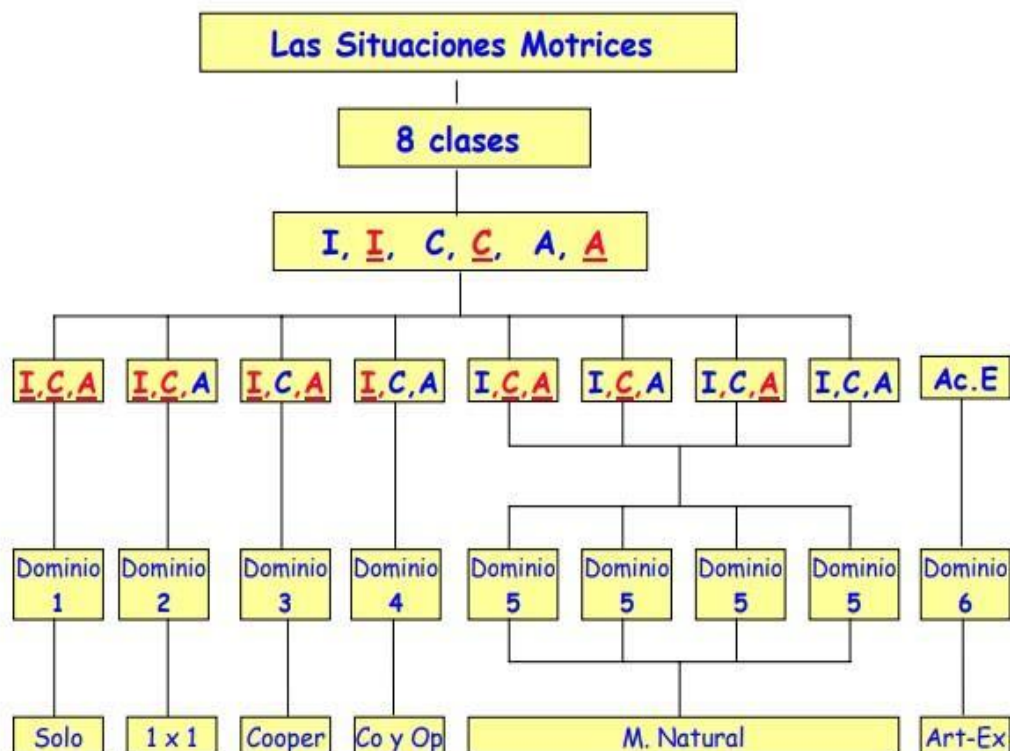 Las Situaciones Motrices
8 clases
I, I, C, C, A, A
I,C,A I,C,A I,C,A I,C,A I,C,A I,C,A I,C,A I,C,A Ac.E
Dominio Dominio Dominio Dominio Dominio Dominio Dominio Dominio Dominio
1 2 3 4 5 5 5 5 6
Solo 1 x 1 Cooper Co y Op M. Natural Art-Ex